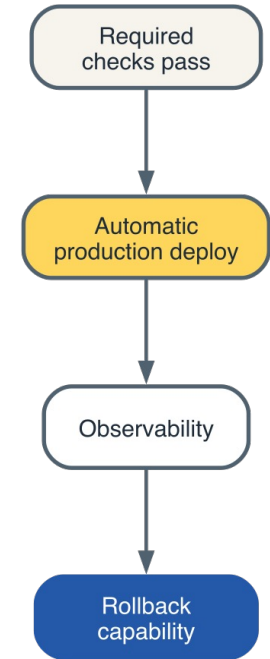 Required
checks pass
Automatic
production deploy
Observability
Rollback
capability